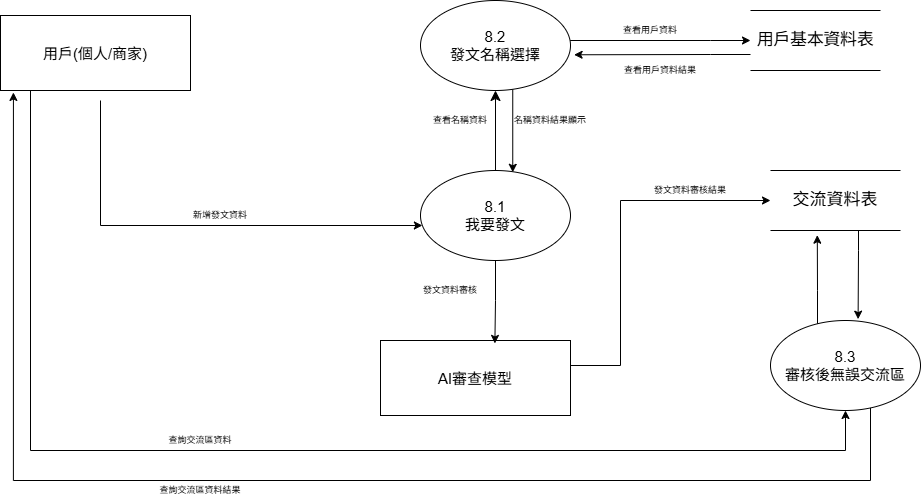 用戶(個人/商家)
8.2
發文名稱選擇
查看用戶資料
用戶基本資料表
查看用戶資料結果
查看名稱資料
名稱資料結果顯示
8.1
我要發文
新增發文資料
發文資料審核結果
交流資料表
發文資料審核
AI審查模型
8.3
審核後無誤交流區
查詢交流區資料
查詢交流區資料結果